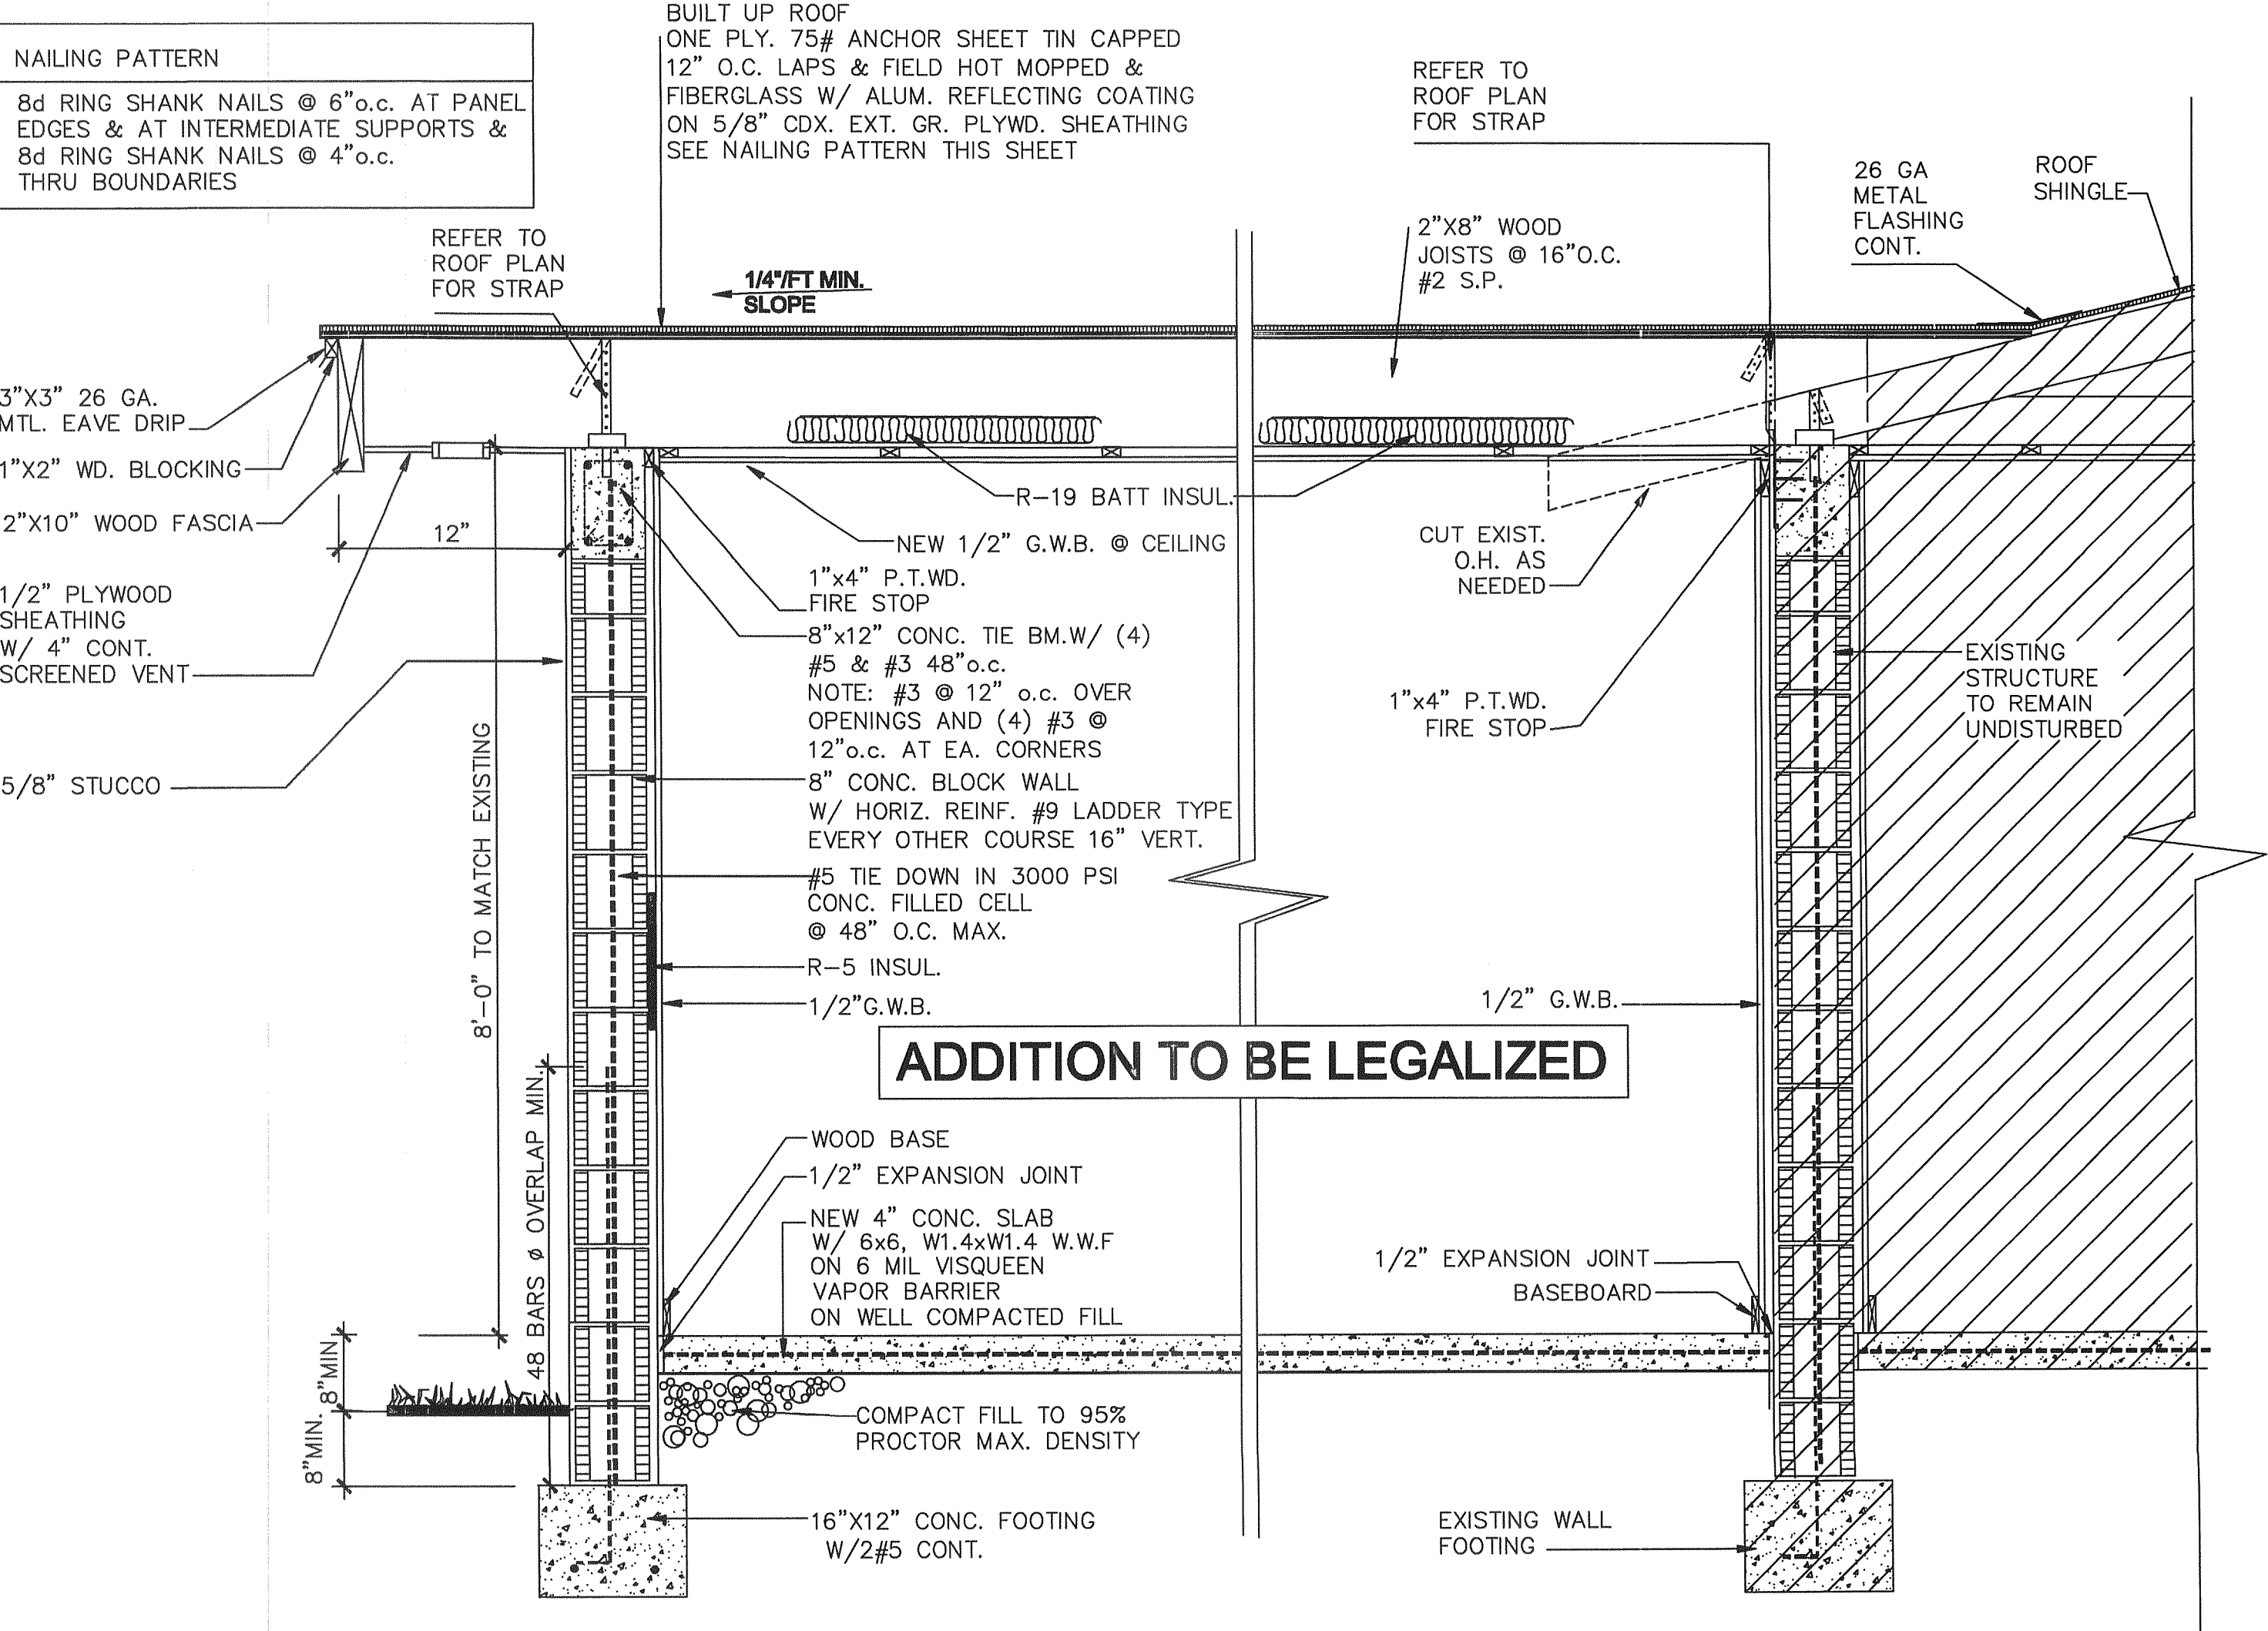 NAILING PATTERN
8d RING SHANK NAILS @ 6"o.c. AT PANEL
EDGES & AT INTERMEDIATE SUPPORTS &
8d RING SHANK NAILS @ 4"o.c.
THRU BOUNDARIES
BUILT UP ROOF
ONE PLY. 75# ANCHOR SHEET TIN CAPPED
12" O.C. LAPS & FIELD HOT MOPPED &
FIBERGLASS W/ ALUM. REFLECTING COATING
ON 5/8" CDX. EXT. GR. PLYWD. SHEATHING
SEE NAILING PATTERN THIS SHEET
REFER TO
ROOF PLAN
FOR STRAP
26 GA
METAL
FLASHING
CONT.
ROOF
SHINGLE
REFER TO
ROOF PLAN
FOR STRAP
1/4"/FT MIN.
SLOPE
2"X8" WOOD
JOISTS @ 16"O.C.
#2 S.P.
3"X3" 26 GA.
MTL. EAVE DRIP
1"X2" WD. BLOCKING
2"X10" WOOD FASCIA
12"
1/2" PLYWOOD
SHEATHING
W/ 4" CONT.
SCREENED VENT
5/8" STUCCO
R-19 BATT INSUL.
NEW 1/2" G.W.B. @ CEILING
1"x4" P.T.WD.
FIRE STOP
8"x12" CONC. TIE BM.W/ (4)
#5 & #3 48"o.c.
NOTE: #3 @ 12" o.c. OVER
OPENINGS AND (4) #3 @
12"o.c. AT EA. CORNERS
8" CONC. BLOCK WALL
W/ HORIZ. REINF. #9 LADDER TYPE
EVERY OTHER COURSE 16" VERT.
#5 TIE DOWN IN 3000 PSI
CONC. FILLED CELL
@ 48" O.C. MAX.
R-5 INSUL.
1/2"G.W.B.
CUT EXIST.
O.H. AS
NEEDED
1"x4" P.T.WD.
FIRE STOP
EXISTING
STRUCTURE
TO REMAIN
UNDISTURBED
1/2" G.W.B.
8'-0" TO MATCH EXISTING
48 BARS ø OVERLAP MIN.
ADDITION TO BE LEGALIZED
WOOD BASE
1/2" EXPANSION JOINT
NEW 4" CONC. SLAB
W/ 6x6, W1.4xW1.4 W.W.F
ON 6 MIL VISQUEEN
VAPOR BARRIER
ON WELL COMPACTED FILL
1/2" EXPANSION JOINT
BASEBOARD
8"MIN.
8"MIN.
COMPACT FILL TO 95%
PROCTOR MAX. DENSITY
16"X12" CONC. FOOTING
W/2#5 CONT.
EXISTING WALL
FOOTING